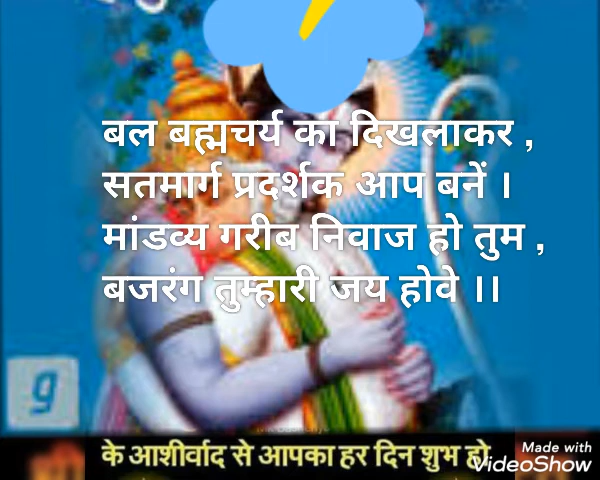 बल बह्मचर्य का दिखलाकर ,
सतमार्ग प्रदर्शक आप बनें ।
मांडव्य गरीब निवाज हो तुम ,
बजरंग तुम्हारी जय होवे ।।
g
के आशीर्वाद से आपका हर दिन शुभ हो
Made with
VideoShow